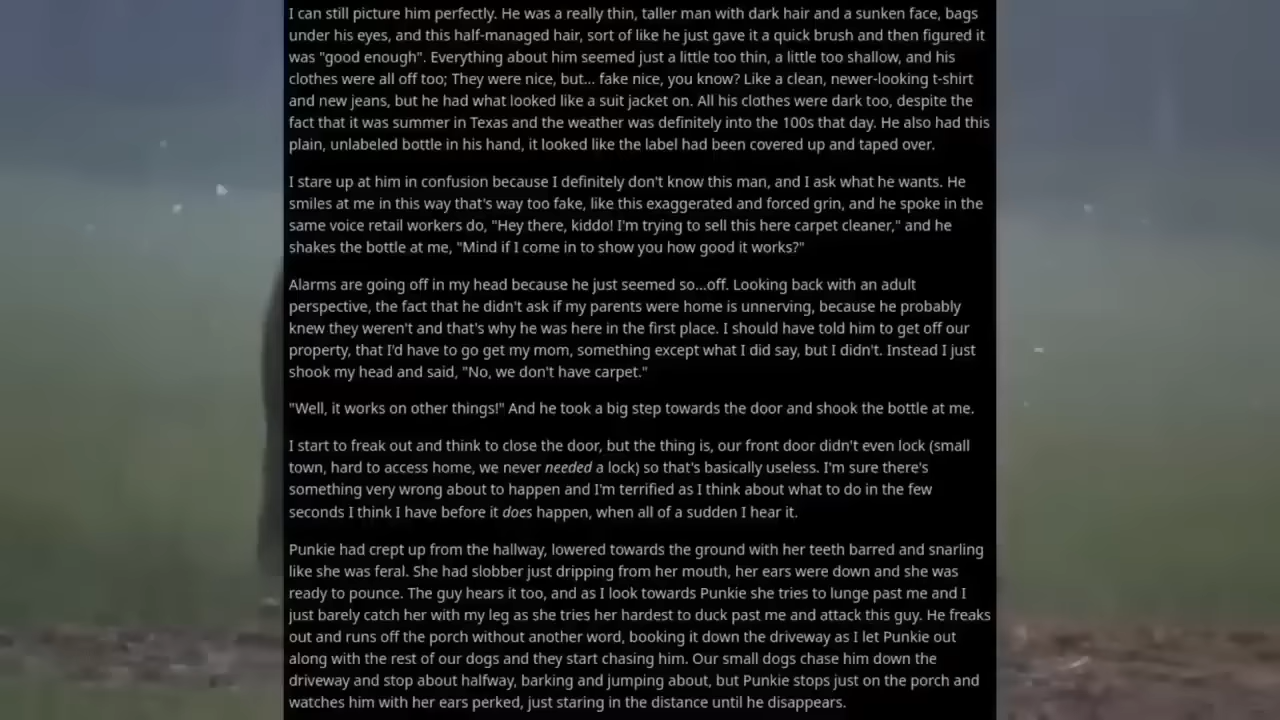 I can still picture him perfectly. He was a really thin, taller man with dark hair and a sunken face, bags
under his eyes, and this half-managed hair, sort of like he just gave it a quick brush and then figured it
was "good enough". Everything about him seemed just a little too thin, a little too shallow, and his
clothes were all off too; They were nice, but... fake nice, you know? Like a clean, newer-looking t-shirt
and new jeans, but he had what looked like a suit jacket on. All his clothes were dark too, despite the
fact that it was summer in Texas and the weather was definitely into the 100s that day. He also had this
plain, unlabeled bottle in his hand, it looked like the label had been covered up and taped over.
I stare up at him in confusion because I definitely don't know this man, and I ask what he wants. He
smiles at me in this way that's way too fake, like this exaggerated and forced grin, and he spoke in the
same voice retail workers do, "Hey there, kiddo! I'm trying to sell this here carpet cleaner," and he
shakes the bottle at me, "Mind if I come in to show you how good it works?"
Alarms are going off in my head because he just seemed so...off. Looking back with an adult
perspective, the fact that he didn't ask if my parents were home is unnerving, because he probably
knew they weren't and that's why he was here in the first place. I should have told him to get off our
property, that I'd have to go get my mom, something except what I did say, but I didn't. Instead I just
shook my head and said, "No, we don't have carpet."
"Well, it works on other things!" And he took a big step towards the door and shook the bottle at me.
I start to freak out and think to close the door, but the thing is, our front door didn't even lock (small
town, hard to access home, we never needed a lock) so that's basically useless. I'm sure there's
something very wrong about to happen and I'm terrified as I think about what to do in the few
seconds I think I have before it does happen, when all of a sudden I hear it.
Punkie had crept up from the hallway, lowered towards the ground with her teeth barred and snarling
like she was feral. She had slobber just dripping from her mouth, her ears were down and she was
ready to pounce. The guy hears it too, and as I look towards Punkie she tries to lunge past me and I
just barely catch her with my leg as she tries her hardest to duck past me and attack this guy. He freaks
out and runs off the porch without another word, booking it down the driveway as I let Punkie out
along with the rest of our dogs and they start chasing him. Our small dogs chase him down the
driveway and stop about halfway, barking and jumping about, but Punkie stops just on the porch and
watches him with her ears perked, just staring in the distance until he disappears.